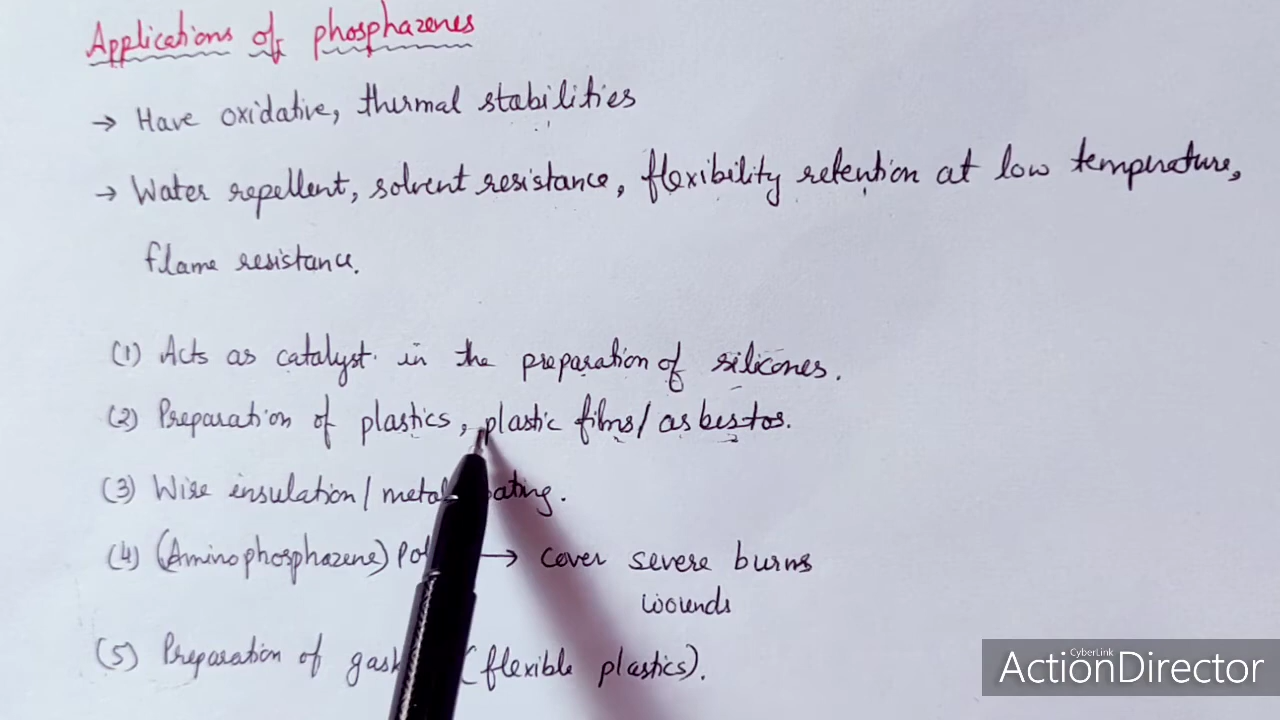 Applications of phosphazenes
→ Have oxidative, thermal stabilities
→ Water repellent, solvent resistance, flexibility retention at low temperature,
flame resistance.
(1) Acts as catalyst in the preparation of silicones.
(2) Preparation of plastics, plastic films/ asbestos.
(3) Wire insulation/ metal
(4) (Aminophosphazene) → cover severe burns
wounds
(5) Preparation of (flexible plastics).
CyberLink
ActionDirector